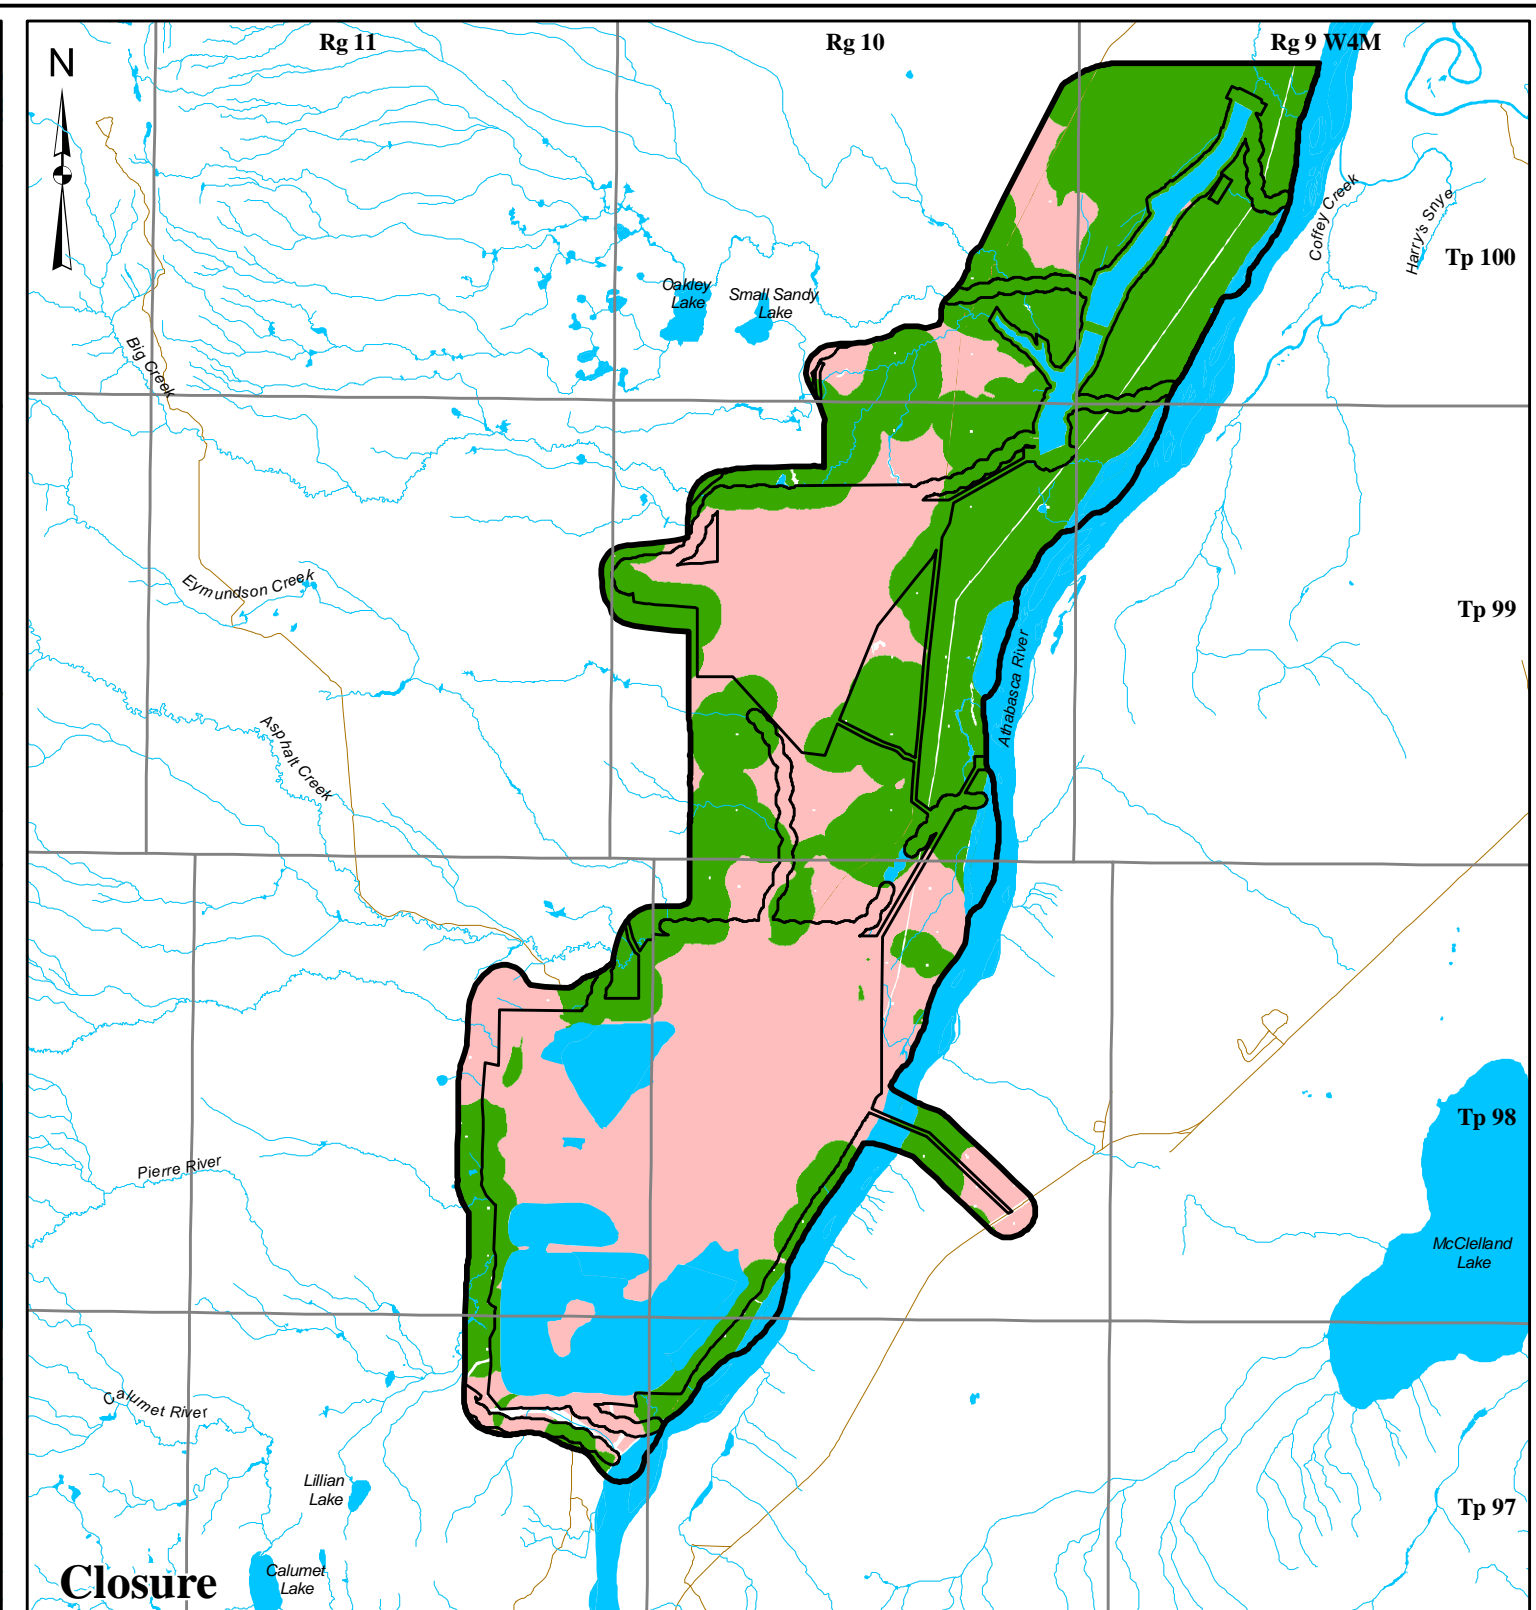 Rg 11
Rg 10
Rg 9 W4M
N
Coffey Creek
Harry's Snye
Tp 100
Oakley
Lake
Small Sandy
Lake
Big Creek
Eymundson Creek
Tp 99
Athabasca River
Asphalt Creek
Tp 98
Pierre River
McClelland
Lake
Calumet River
Lillian
Lake
Tp 97
Calumet
Lake
Closure